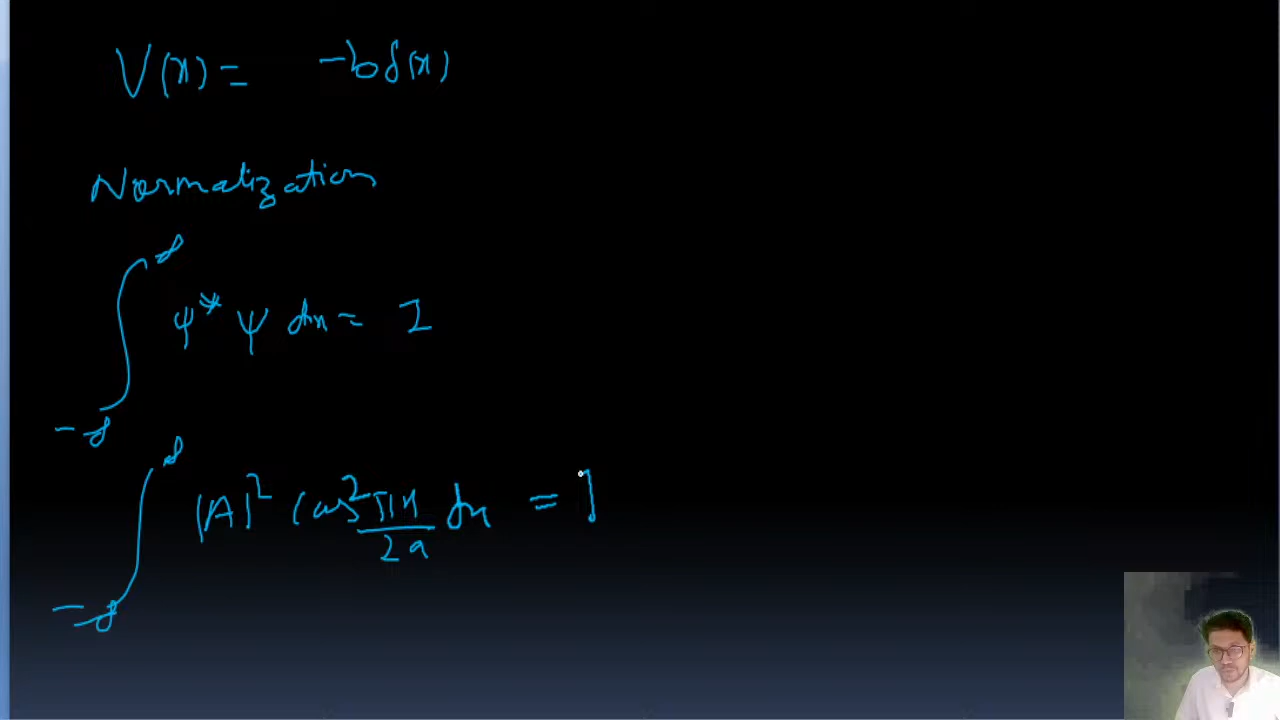 V(x) = -bδ(x)
Normalization
∫_{-∞}^{∞} ψ* ψ dx = 1
∫_{-∞}^{∞} |A|² Cos² πx/2a dx = 1